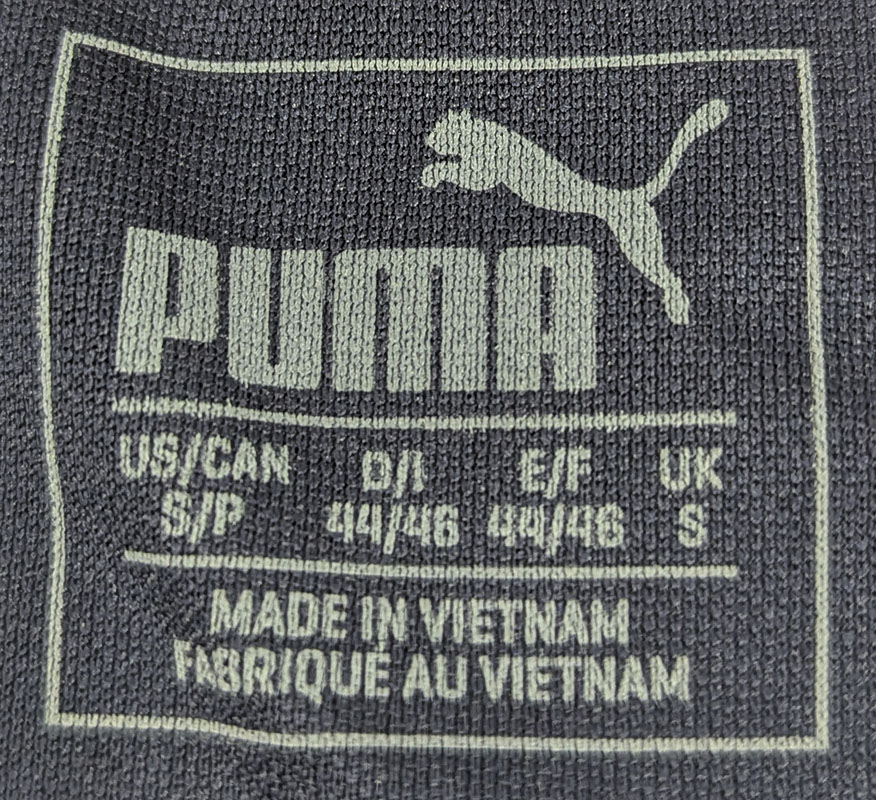 PUMA
US/CAN D/I E/F UK
S/P 44/46 44/46 S
MADE IN VIETNAM
FABRIQUÉ AU VIETNAM